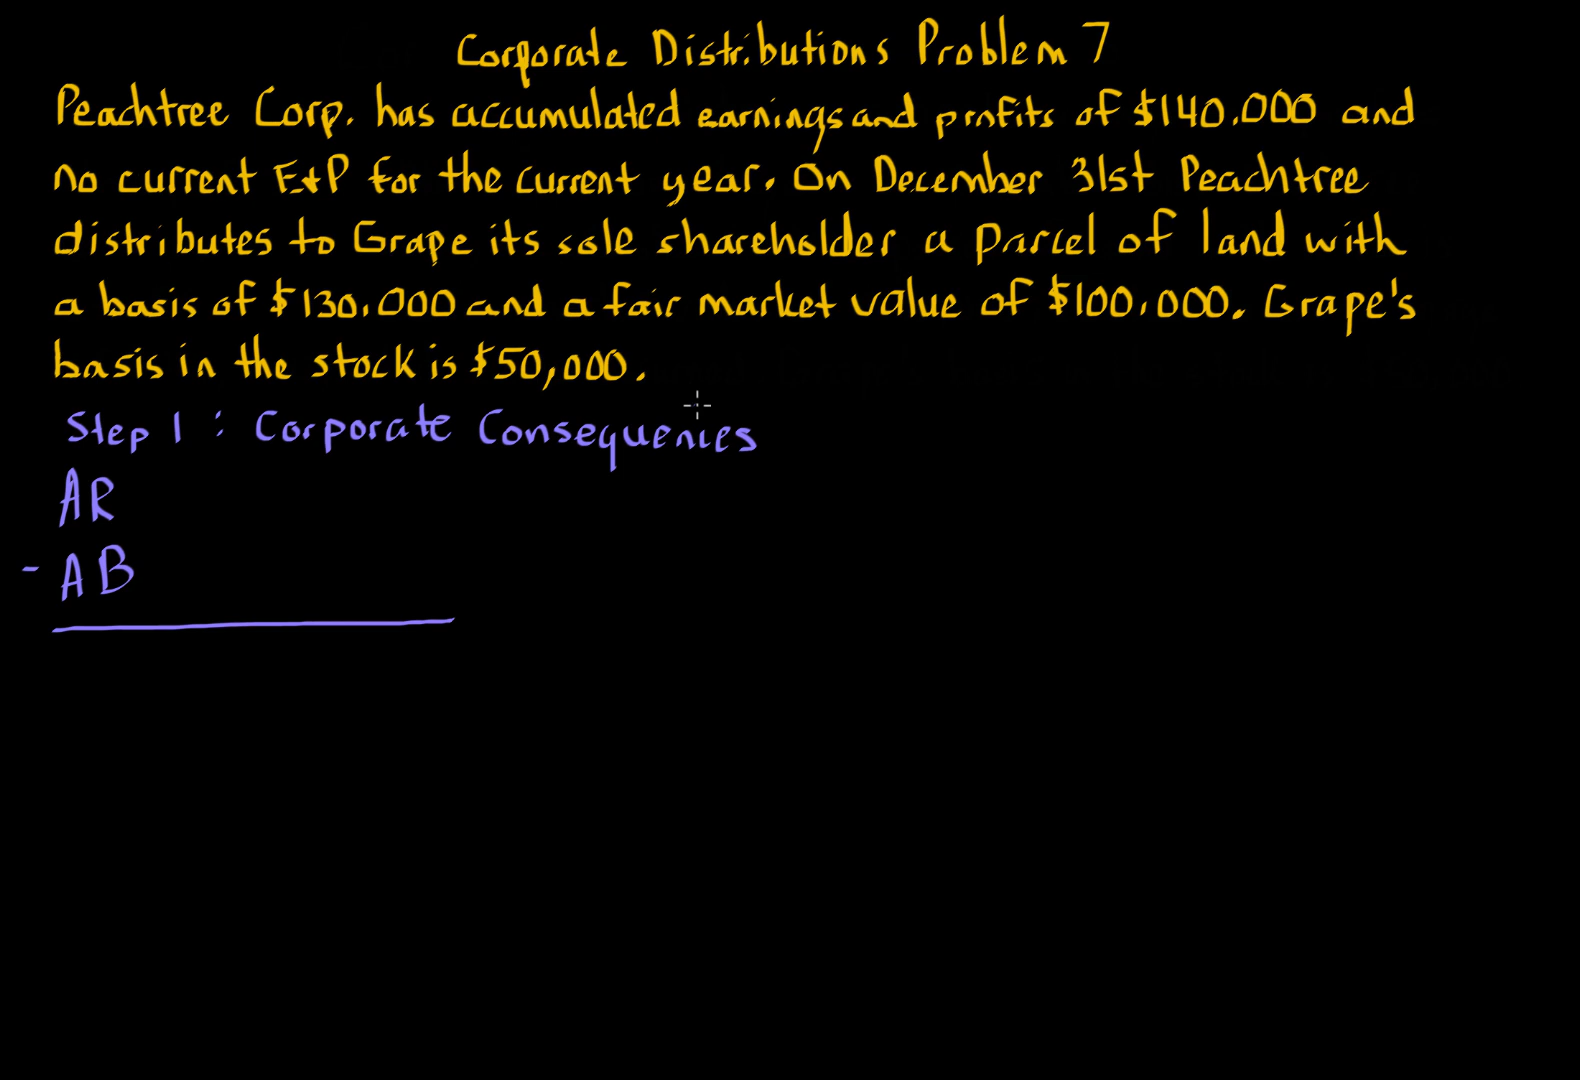 Corporate Distributions Problem 7
Peachtree Corp. has accumulated earnings and profits of $140,000 and
no current E+P for the current year. On December 31st Peachtree
distributes to Grape its sole shareholder a parcel of land with
a basis of $130,000 and a fair market value of $100,000. Grape's
basis in the stock is $50,000.
Step 1 : Corporate Consequences
AR
- AB